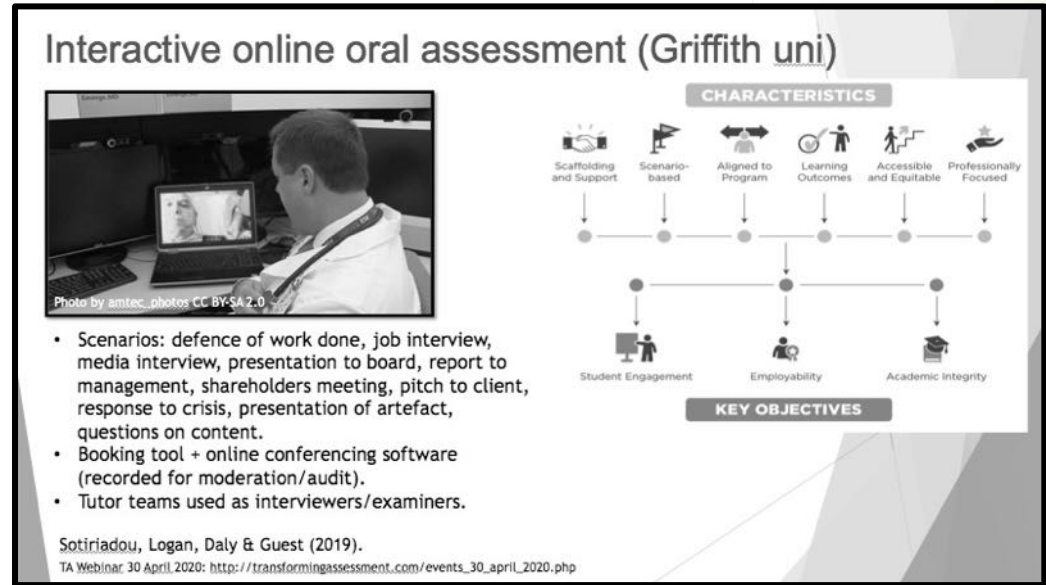 Interactive online oral assessment (Griffith uni)
CHARACTERISTICS
Scaffolding
and Support
Scenario-
based
Aligned to
Program
Learning
Outcomes
Accessible
and Equitable
Professionally
Focused
Student Engagement
Employability
Academic Integrity
KEY OBJECTIVES
Photo by amtec_photos CC BY-SA 2.0
• Scenarios: defence of work done, job interview,
media interview, presentation to board, report to
management, shareholders meeting, pitch to client,
response to crisis, presentation of artefact,
questions on content.
• Booking tool + online conferencing software
(recorded for moderation/audit).
• Tutor teams used as interviewers/examiners.
Sotiriadou, Logan, Daly & Guest (2019).
TA Webinar 30 April 2020: http://transformingassessment.com/events_30_april_2020.php